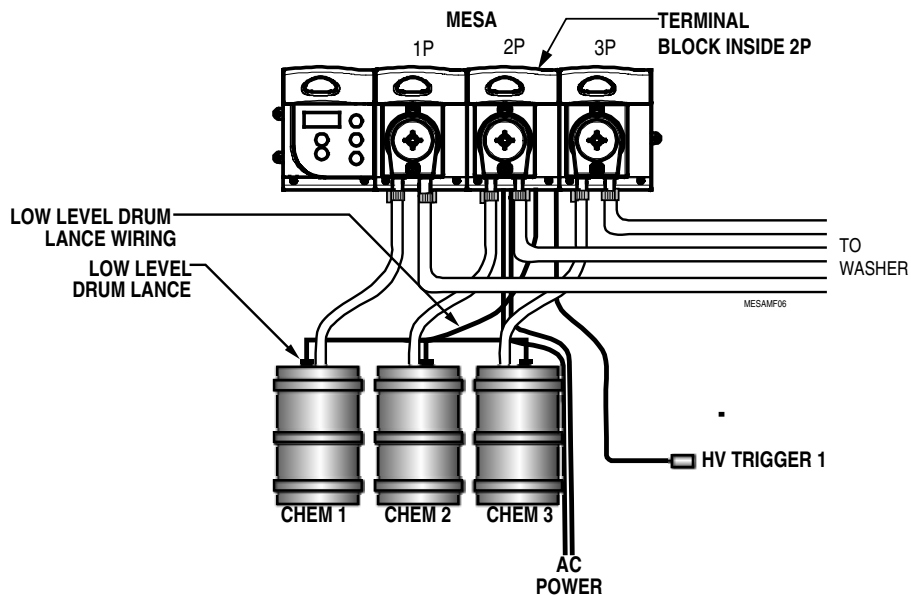 MESA
TERMINAL
BLOCK INSIDE 2P
1P
2P
3P
LOW LEVEL DRUM
LANCE WIRING
LOW LEVEL
DRUM LANCE
TO
WASHER
MESAMF06
HV TRIGGER 1
CHEM 1
CHEM 2
CHEM 3
AC
POWER